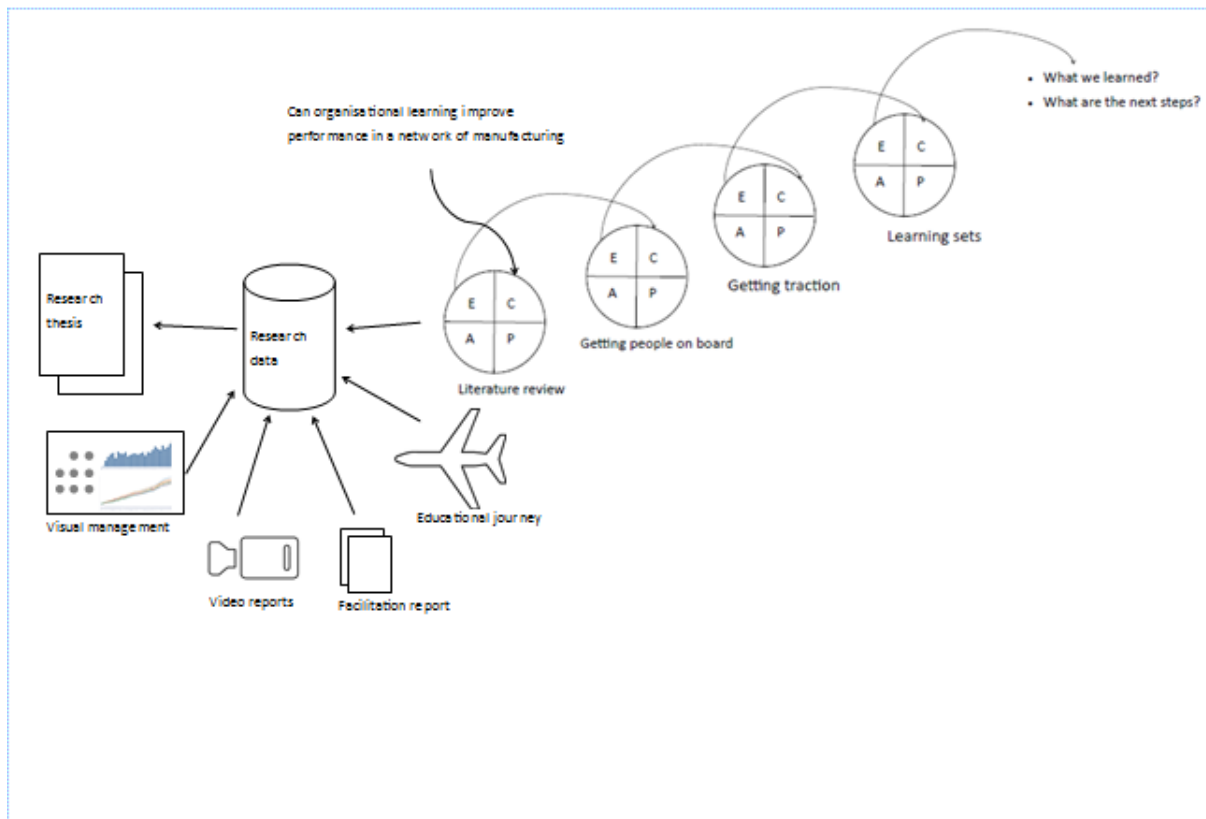 • What we learned?
• What are the next steps?
Can organisational learning improve
performance in a network of manufacturing
E C
A P
Learning sets
E C
A P
Getting traction
E C
A P
Getting people on board
E C
A P
Literature review
Research
thesis
Research
data
Visual management
Educational journey
Video reports
Facilitation report